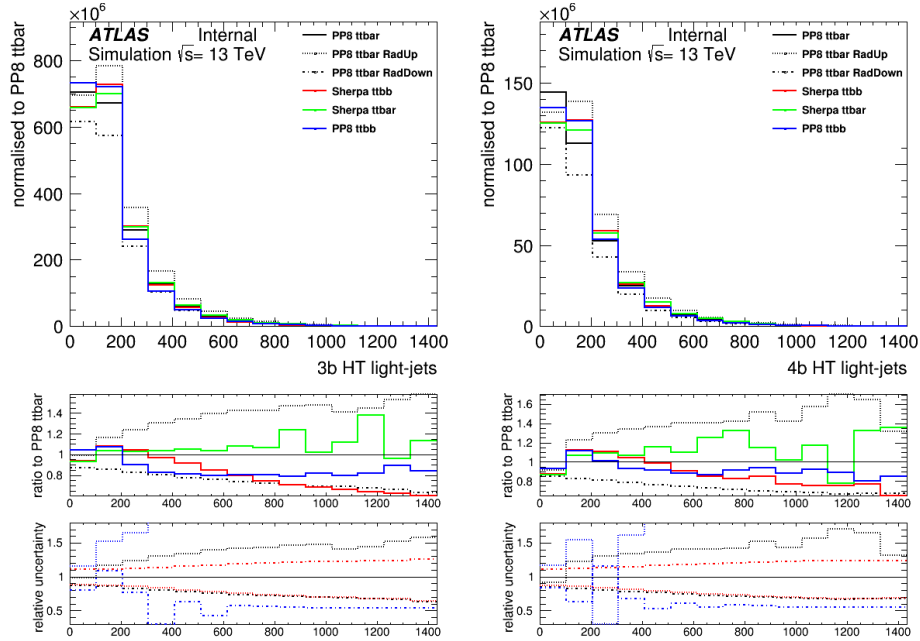 ×10⁶
ATLAS Internal
Simulation √s= 13 TeV
normalised to PP8 ttbar
800
600
400
200
0
PP8 ttbar
PP8 ttbar RadUp
PP8 ttbar RadDown
Sherpa ttbb
Sherpa ttbar
PP8 ttbb
0 200 400 600 800 1000 1200 1400
3b HT light-jets
ratio to PP8 ttbar
1.4
1.2
1
0.8
0 200 400 600 800 1000 1200 1400
relative uncertainty
1.5
1
0.5
0 200 400 600 800 1000 1200 1400
×10⁶
ATLAS Internal
Simulation √s= 13 TeV
normalised to PP8 ttbar
150
100
50
0
PP8 ttbar
PP8 ttbar RadUp
PP8 ttbar RadDown
Sherpa ttbb
Sherpa ttbar
PP8 ttbb
0 200 400 600 800 1000 1200 1400
4b HT light-jets
ratio to PP8 ttbar
1.6
1.4
1.2
1
0.8
0 200 400 600 800 1000 1200 1400
relative uncertainty
1.5
1
0.5
0 200 400 600 800 1000 1200 1400